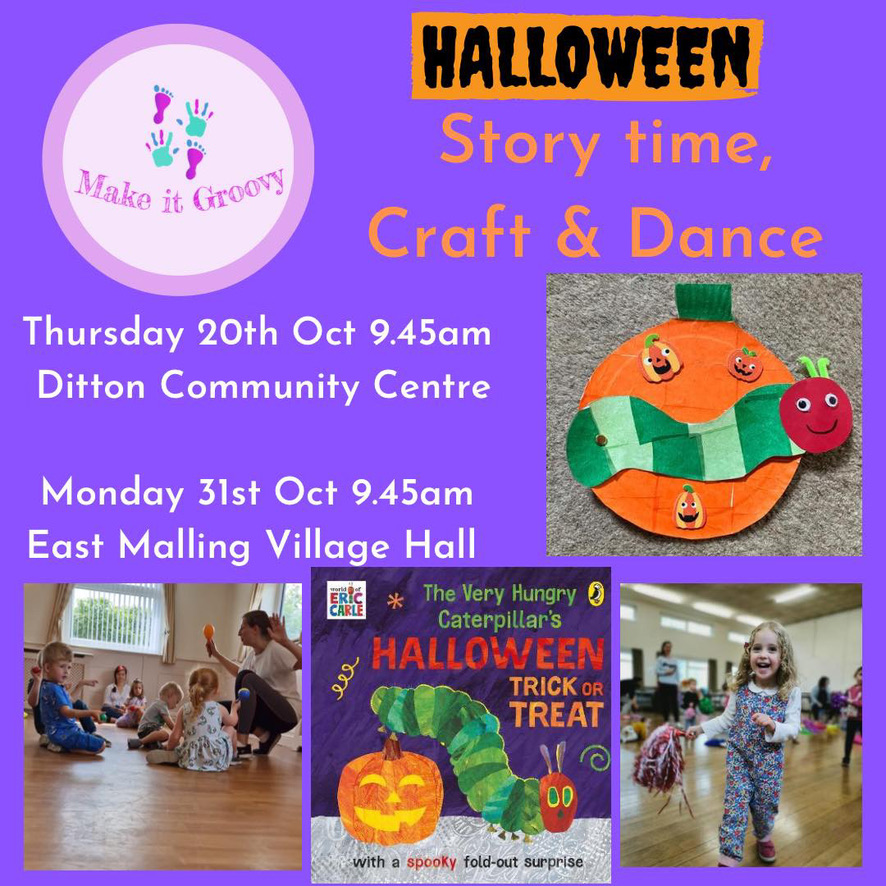 Make it Groovy
HALLOWEEN
Story time,
Craft & Dance
Thursday 20th Oct 9.45am
Ditton Community Centre
Monday 31st Oct 9.45am
East Malling Village Hall
world of
ERIC
CARLE
The Very Hungry
Caterpillar's
HALLOWEEN
TRICK OR
TREAT
with a spooky fold-out surprise